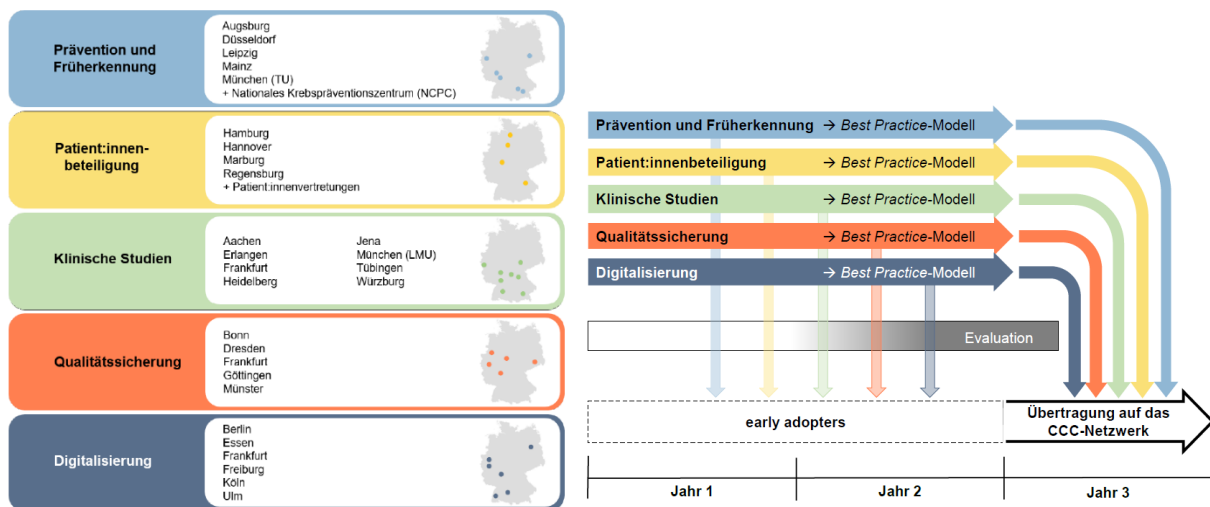 Prävention und
Früherkennung
Augsburg
Düsseldorf
Leipzig
Mainz
München (TU)
+ Nationales Krebspräventionszentrum (NCPC)
Patient:innen-
beteiligung
Hamburg
Hannover
Marburg
Regensburg
+ Patient:innenvertretungen
Klinische Studien
Aachen
Erlangen
Frankfurt
Heidelberg
Jena
München (LMU)
Tübingen
Würzburg
Qualitätssicherung
Bonn
Dresden
Frankfurt
Göttingen
Münster
Digitalisierung
Berlin
Essen
Frankfurt
Freiburg
Köln
Ulm
Prävention und Früherkennung → Best Practice-Modell
Patient:innenbeteiligung → Best Practice-Modell
Klinische Studien → Best Practice-Modell
Qualitätssicherung → Best Practice-Modell
Digitalisierung → Best Practice-Modell
Evaluation
early adopters
Übertragung auf das
CCC-Netzwerk
Jahr 1
Jahr 2
Jahr 3